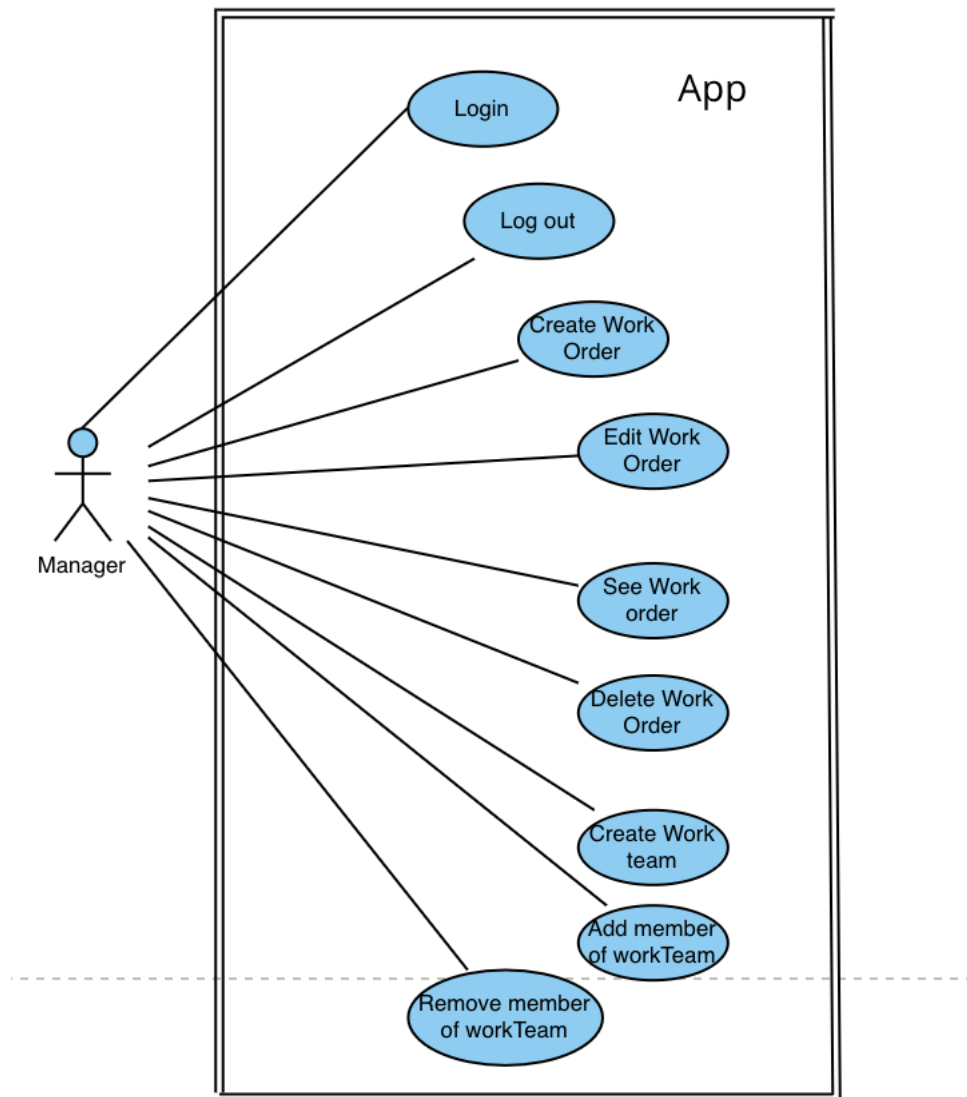 App
Login
Log out
Create Work
Order
Edit Work
Order
Manager
See Work
order
Delete Work
Order
Create Work
team
Add member
of workTeam
Remove member
of workTeam